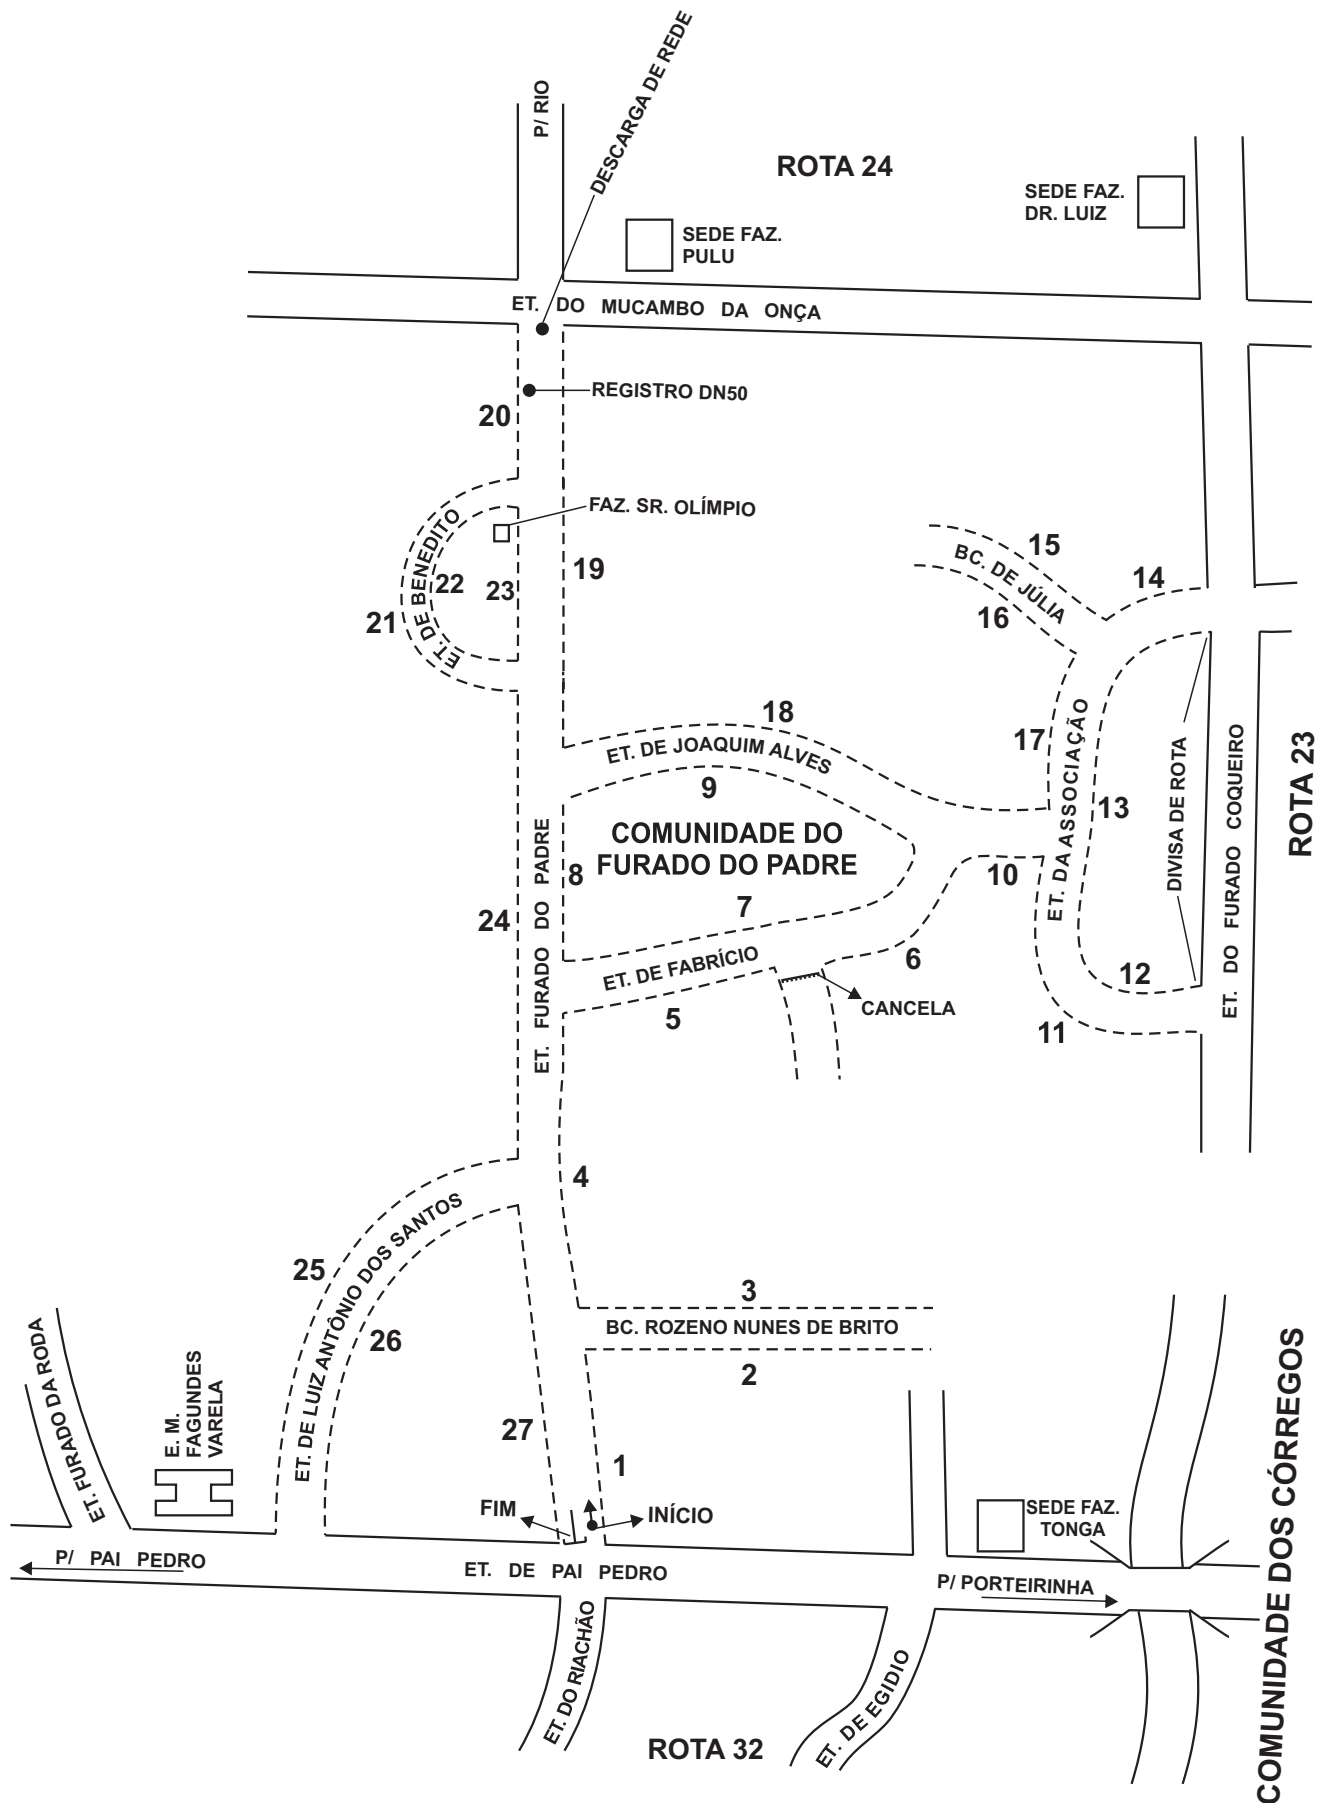 P/ RIO
DESCARGA DE REDE
ROTA 24
SEDE FAZ.
DR. LUIZ
SEDE FAZ.
PULU
ET. DO MUCAMBO DA ONÇA
REGISTRO DN50
20
FAZ. SR. OLÍMPIO
ET. DE BENEDITO
22
23
19
21
15
BC. DE JÚLIA
14
16
18
ET. DE JOAQUIM ALVES
17
ET. DA ASSOCIAÇÃO
13
DIVISA DE ROTA
ET. DO FURADO COQUEIRO
ROTA 23
9
COMUNIDADE DO
FURADO DO PADRE
8
10
7
24
ET. FURADO DO PADRE
ET. DE FABRÍCIO
6
12
CANCELA
5
11
4
25
ET. DE LUIZ ANTÔNIO DOS SANTOS
26
3
BC. ROZENO NUNES DE BRITO
2
ET. FURADO DA RODA
E. M.
FAGUNDES
VARELA
27
1
FIM
INÍCIO
SEDE FAZ.
TONGA
COMUNIDADE DOS CÓRREGOS
P/ PAI PEDRO
ET. DE PAI PEDRO
P/ PORTEIRINHA
ET. DO RIACHÃO
ET. DE EGIDIO
ROTA 32